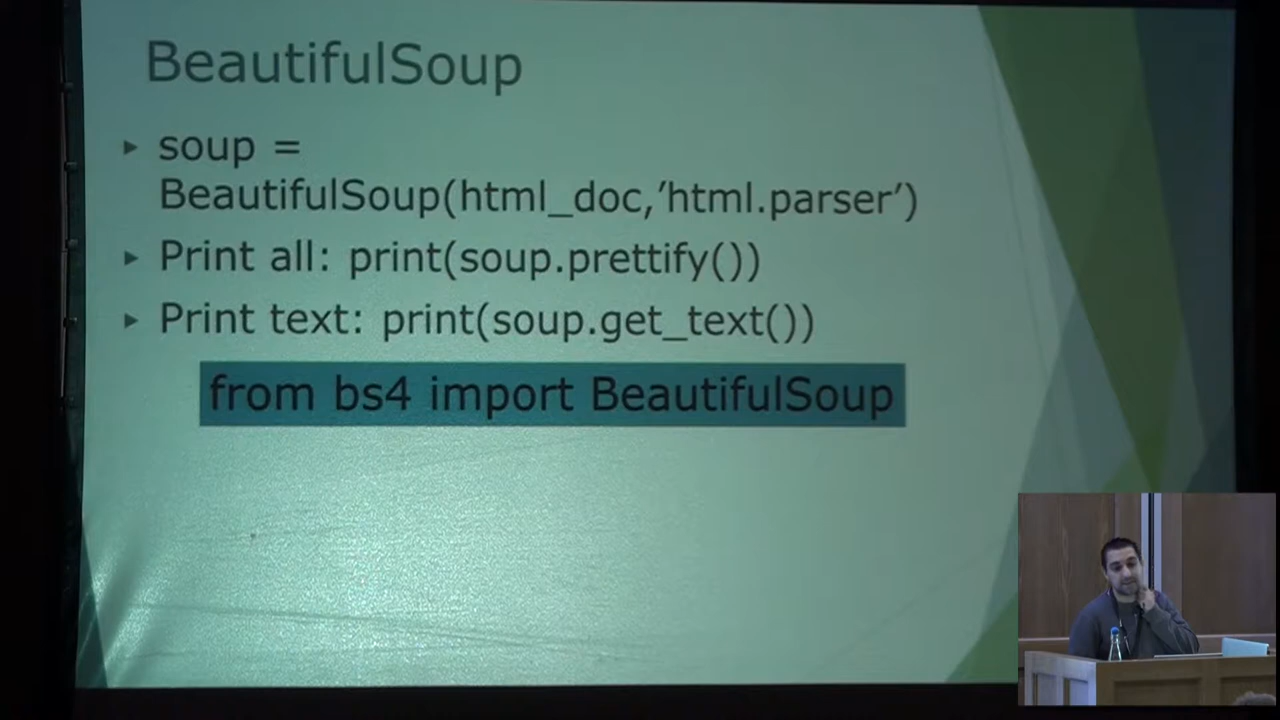 BeautifulSoup
soup =
BeautifulSoup(html_doc,’html.parser’)
Print all: print(soup.prettify())
Print text: print(soup.get_text())
from bs4 import BeautifulSoup